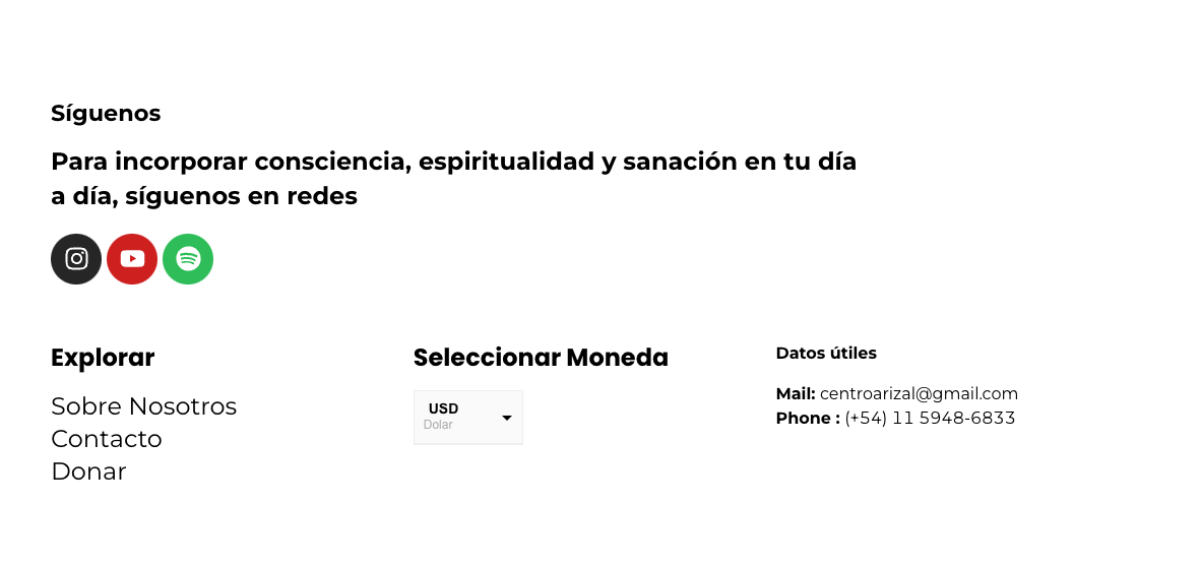 Síguenos
Para incorporar consciencia, espiritualidad y sanación en tu día
a día, síguenos en redes
Explorar
Sobre Nosotros
Contacto
Donar
Seleccionar Moneda
USD
Dolar
Datos útiles
Mail: centroarizal@gmail.com
Phone : (+54) 11 5948-6833